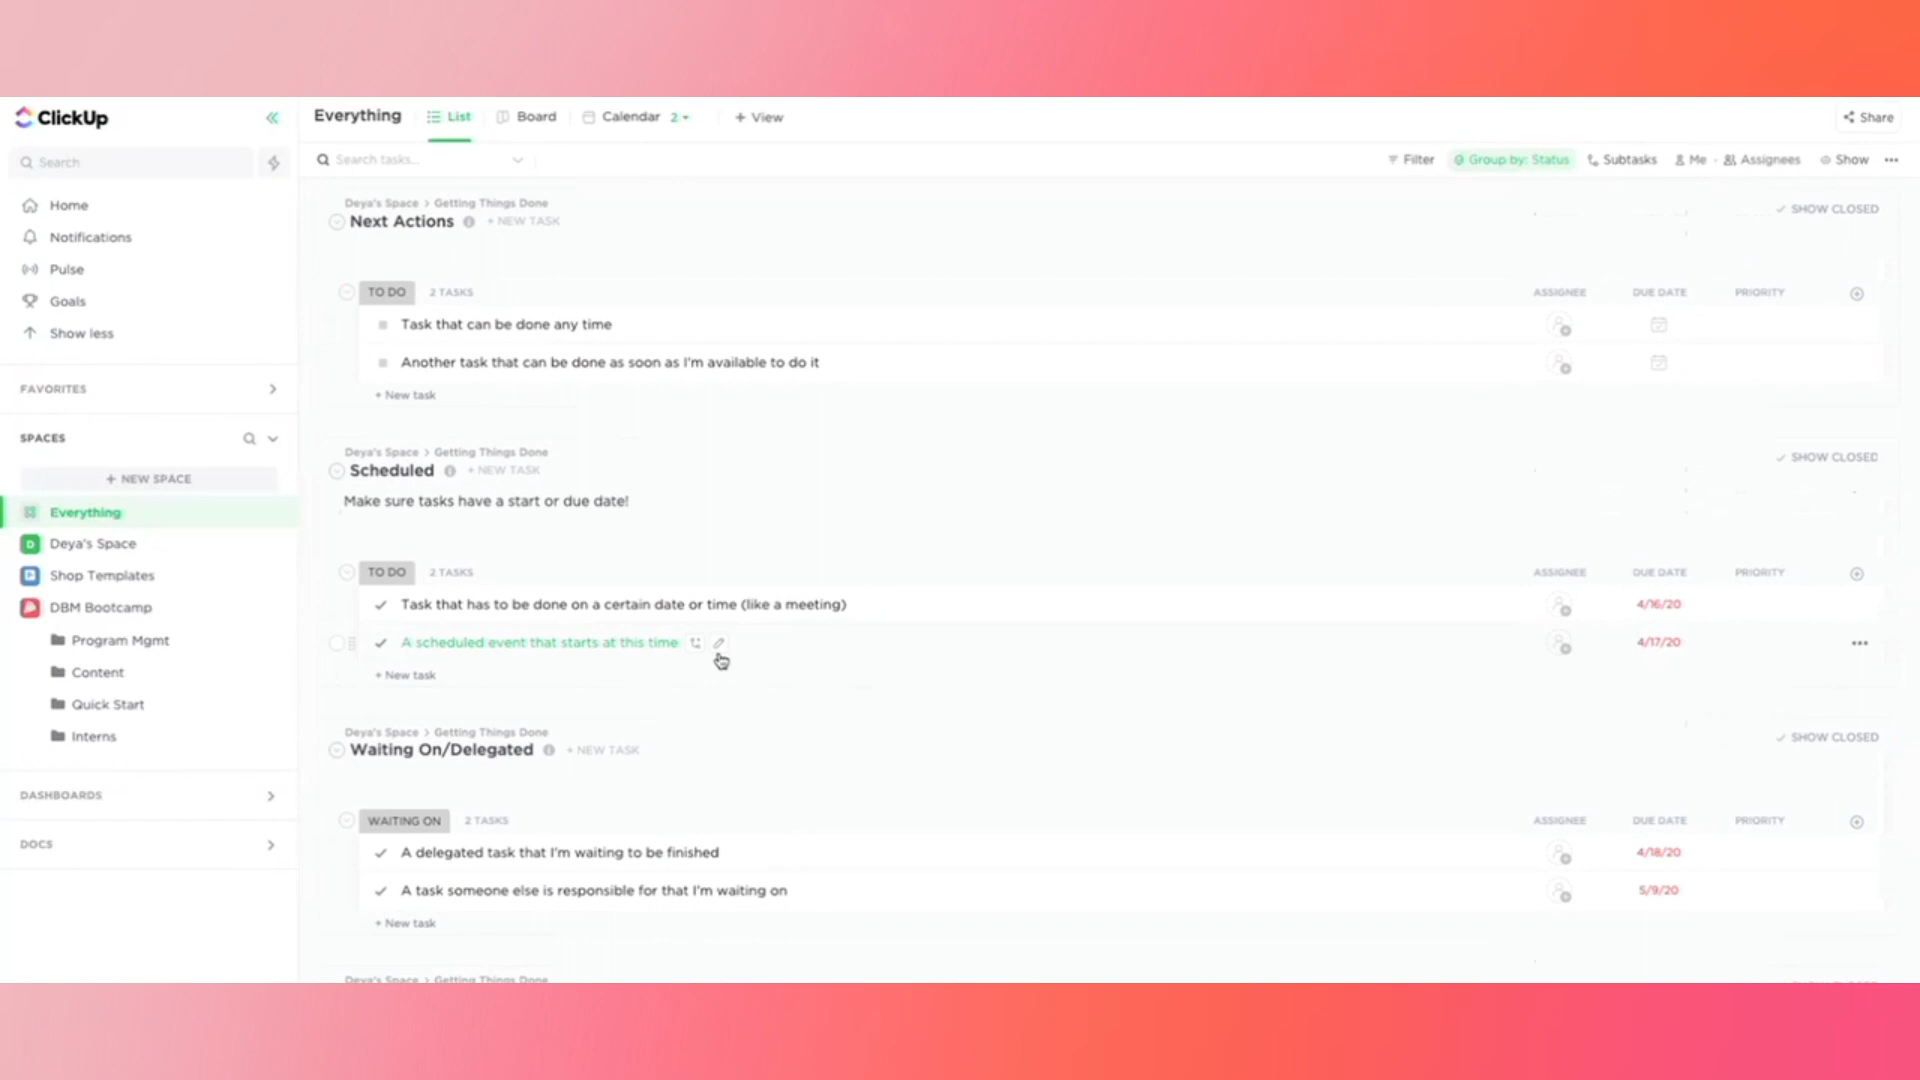 ClickUp
Search
Home
Notifications
Pulse
Goals
Show less
FAVORITES
SPACES
+ NEW SPACE
Everything
D Deya's Space
Shop Templates
DBM Bootcamp
Program Mgmt
Content
Quick Start
Interns
DASHBOARDS
DOCS
Everything List Board Calendar 2 + View Share
Search tasks... Filter Group by: Status Subtasks Me Assignees Show
Deya's Space > Getting Things Done
Next Actions + NEW TASK SHOW CLOSED
TO DO 2 TASKS ASSIGNEE DUE DATE PRIORITY
Task that can be done any time
Another task that can be done as soon as I'm available to do it
+ New task
Deya's Space > Getting Things Done
Scheduled + NEW TASK SHOW CLOSED
Make sure tasks have a start or due date!
TO DO 2 TASKS ASSIGNEE DUE DATE PRIORITY
Task that has to be done on a certain date or time (like a meeting) 4/16/20
A scheduled event that starts at this time 4/17/20
+ New task
Deya's Space > Getting Things Done
Waiting On/Delegated + NEW TASK SHOW CLOSED
WAITING ON 2 TASKS ASSIGNEE DUE DATE PRIORITY
A delegated task that I'm waiting to be finished 4/18/20
A task someone else is responsible for that I'm waiting on 5/9/20
+ New task
Deya's Space > Getting Things Done